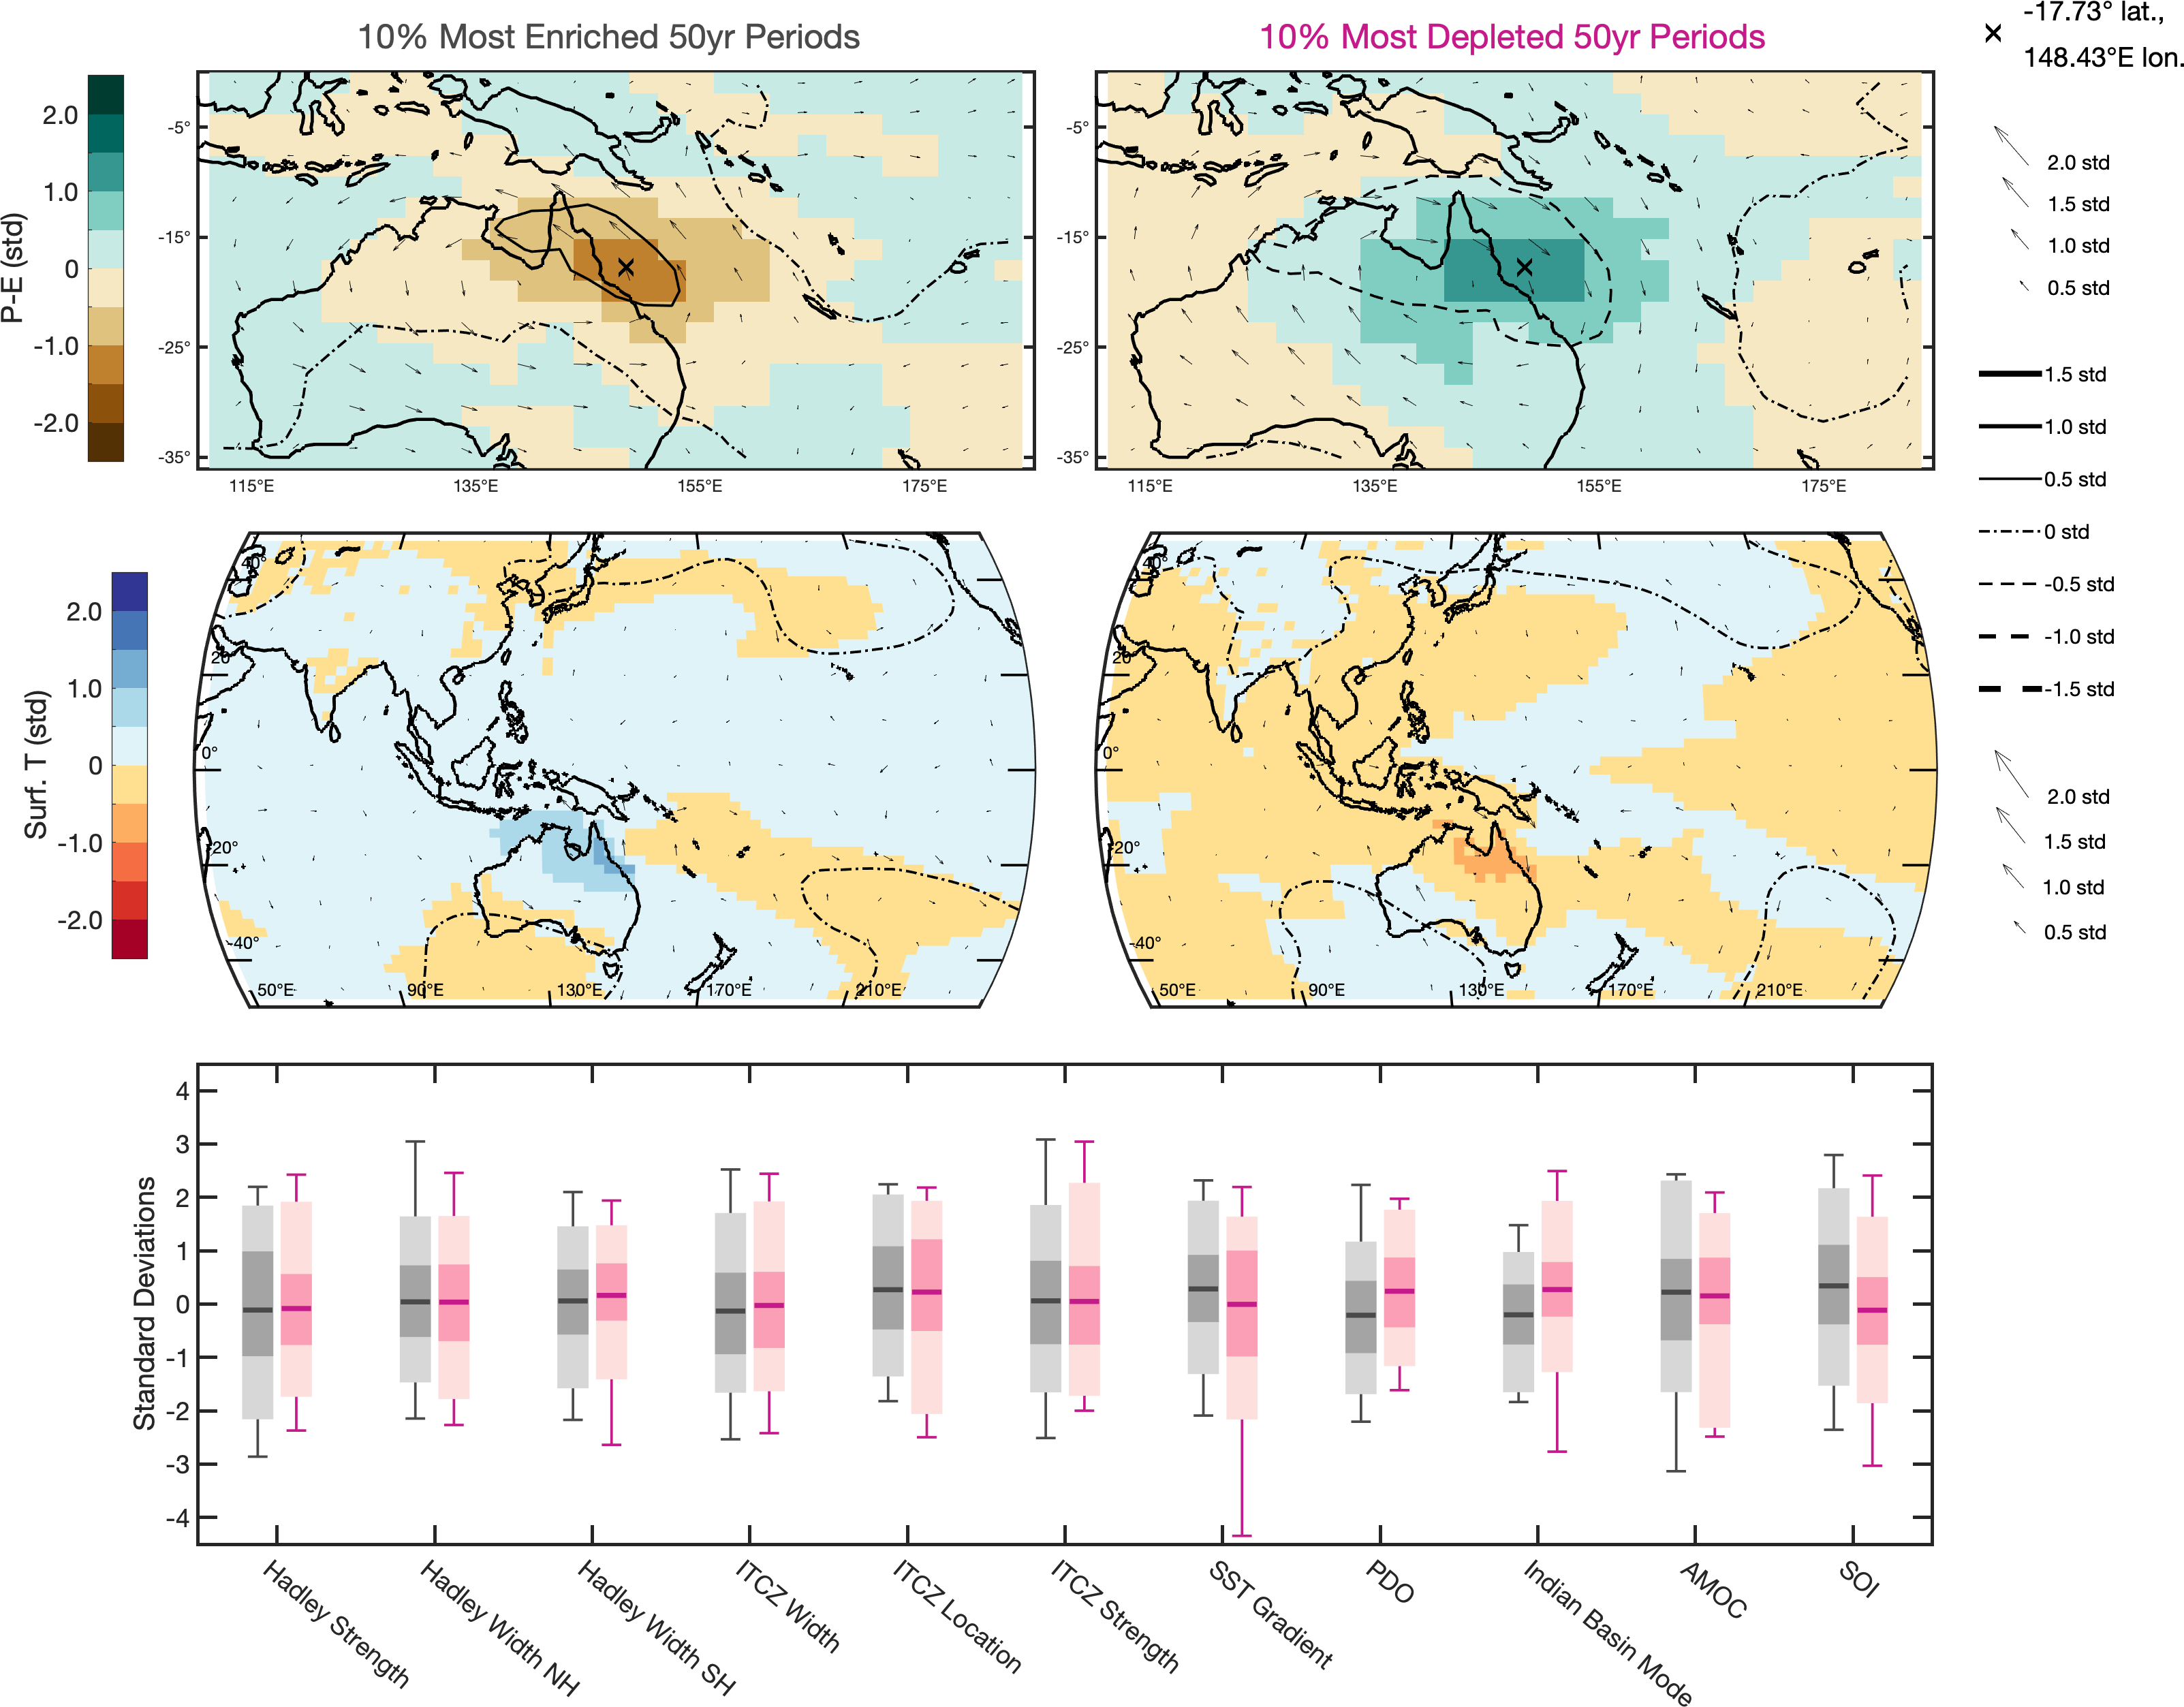 10% Most Enriched 50yr Periods
10% Most Depleted 50yr Periods
-17.73° lat.,
148.43°E lon.
P-E (std)
2.0
1.0
0
-1.0
-2.0
-5°
-15°
-25°
-35°
115°E
135°E
155°E
175°E
-5°
-15°
-25°
-35°
115°E
135°E
155°E
175°E
2.0 std
1.5 std
1.0 std
0.5 std
1.5 std
1.0 std
0.5 std
0 std
-0.5 std
-1.0 std
-1.5 std
Surf. T (std)
2.0
1.0
0
-1.0
-2.0
40°
20°
0°
-20°
-40°
50°E
90°E
130°E
170°E
210°E
40°
20°
0°
-20°
-40°
50°E
90°E
130°E
170°E
210°E
2.0 std
1.5 std
1.0 std
0.5 std
Standard Deviations
4
3
2
1
0
-1
-2
-3
-4
Hadley Strength
Hadley Width NH
Hadley Width SH
ITCZ Width
ITCZ Location
ITCZ Strength
SST Gradient
PDO
Indian Basin Mode
AMOC
SOI